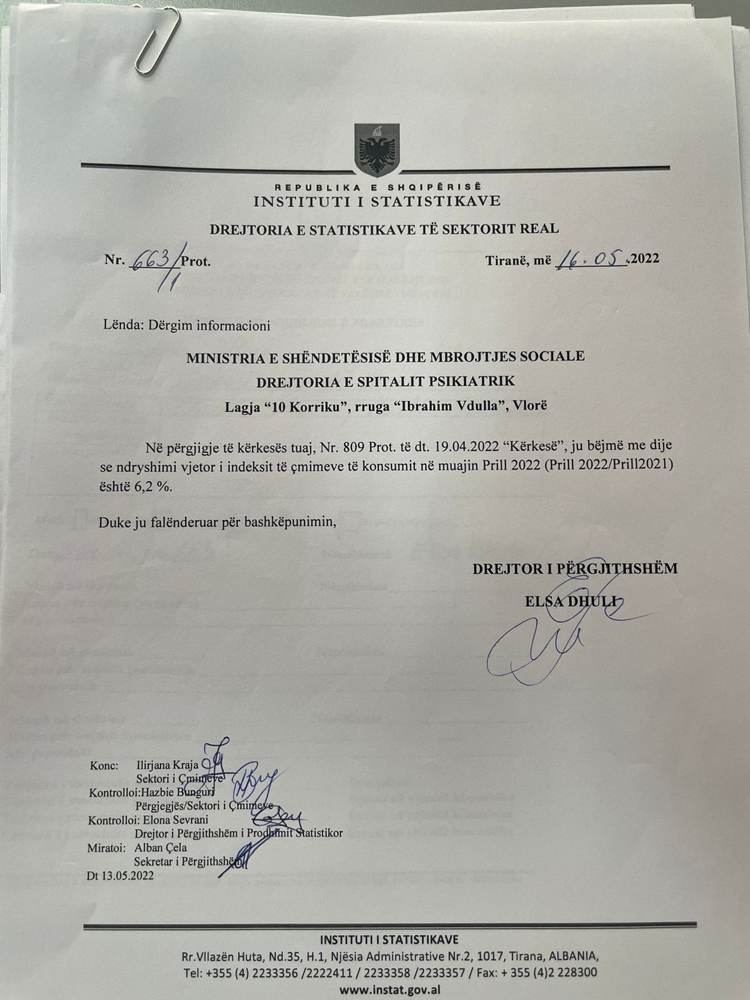 REPUBLIKA E SHQIPËRISË
INSTITUTI I STATISTIKAVE
DREJTORIA E STATISTIKAVE TË SEKTORIT REAL
Nr. 663/1 Prot.
Tiranë, më 16.05.2022
Lënda: Dërgim informacioni
MINISTRIA E SHËNDETËSISË DHE MBROJTJES SOCIALE
DREJTORIA E SPITALIT PSIKIATRIK
Lagja “10 Korriku”, rruga “Ibrahim Vdulla”, Vlorë
Në përgjigje të kërkesës tuaj, Nr. 809 Prot. të dt. 19.04.2022 “Kërkesë”, ju bëjmë me dije
se ndryshimi vjetor i indeksit të çmimeve të konsumit në muajin Prill 2022 (Prill 2022/Prill2021)
është 6,2 %.
Duke ju falënderuar për bashkëpunimin,
DREJTOR I PËRGJITHSHËM
ELSA DHULI
Konc: Ilirjana Kraja
Sektori i Çmimeve
Kontrolloi:Hazbie Bunguri
Përgjegjës/Sektori i Çmimeve
Kontrolloi: Elona Sevrani
Drejtor i Përgjithshëm i Prodhimit Statistikor
Miratoi: Alban Çela
Sekretar i Përgjithshëm
Dt 13.05.2022
INSTITUTI I STATISTIKAVE
Rr.Vllazën Huta, Nd.35, H.1, Njësia Administrative Nr.2, 1017, Tirana, ALBANIA,
Tel: +355 (4) 2233356 /2222411 / 2233358 /2233357 / Fax: + 355 (4)2 228300
www.instat.gov.al